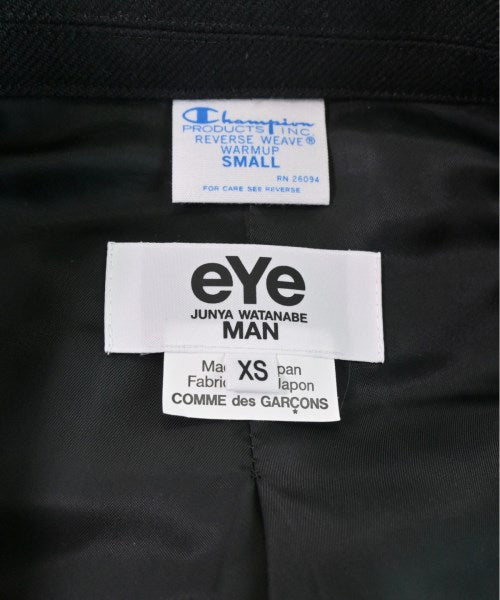 Champion
PRODUCTS INC.
REVERSE WEAVE®
WARMUP
SMALL
RN 26094
FOR CARE SEE REVERSE
eYe
JUNYA WATANABE
MAN
XS
COMME des GARÇONS